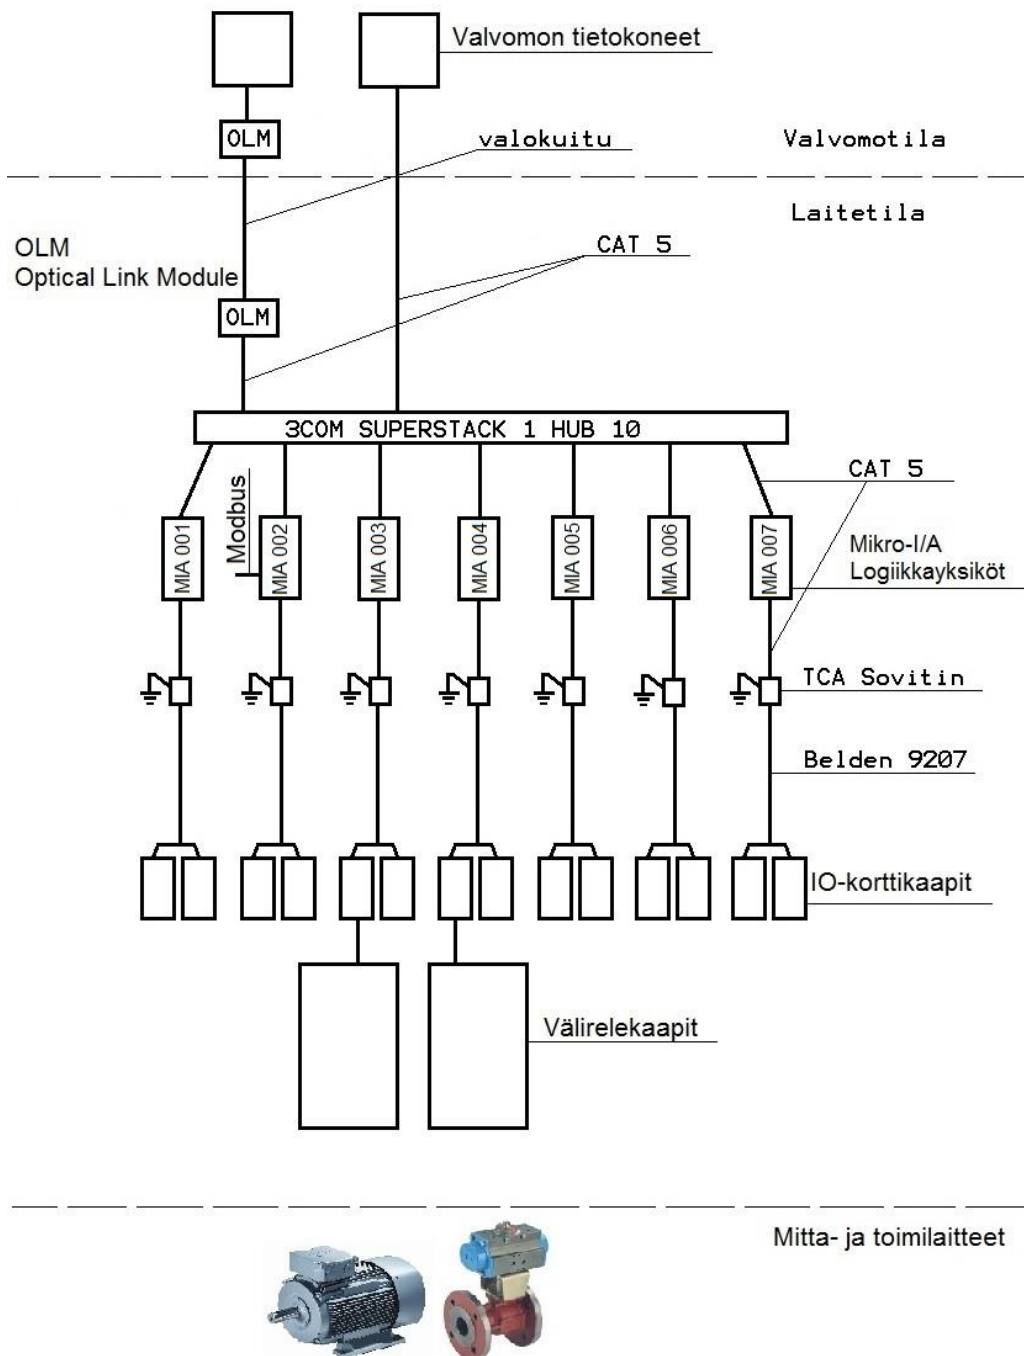 Valvomon tietokoneet
OLM
valokuitu
Valvomotila
Laitetila
OLM
Optical Link Module
CAT 5
OLM
3COM SUPERSTACK 1 HUB 10
CAT 5
Modbus
MIA 001
MIA 002
MIA 003
MIA 004
MIA 005
MIA 006
MIA 007
Mikro-I/A
Logiikkayksiköt
TCA Sovitin
Belden 9207
IO-korttikaapit
Välirelekaapit
Mitta- ja toimilaitteet